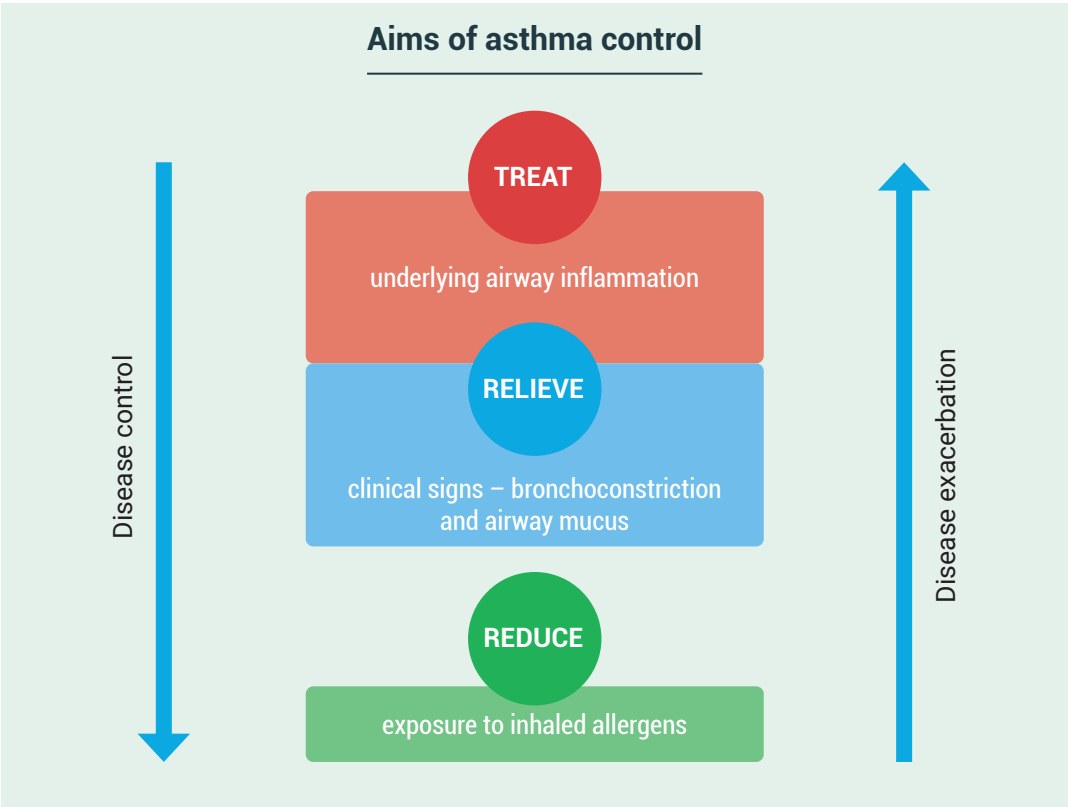 Aims of asthma control
TREAT
underlying airway inflammation
RELIEVE
clinical signs – bronchoconstriction
and airway mucus
REDUCE
exposure to inhaled allergens
Disease control
Disease exacerbation